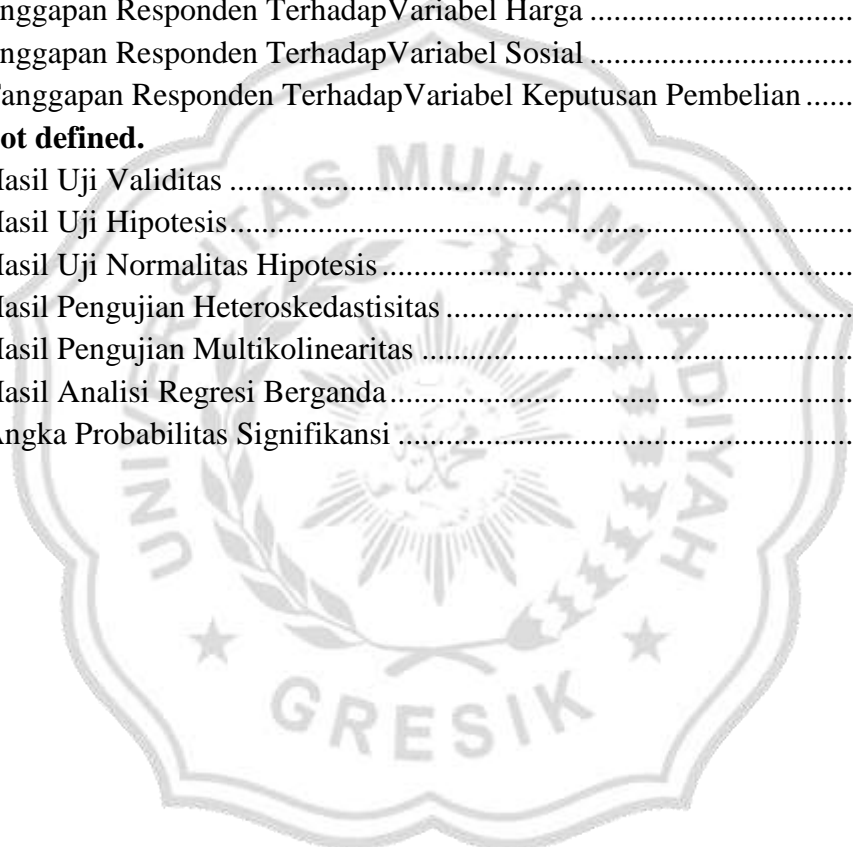 nggapan Responden TerhadapVariabel Harga ................................
nggapan Responden TerhadapVariabel Sosial ................................
Tanggapan Responden TerhadapVariabel Keputusan Pembelian ......
ot defined.
Hasil Uji Validitas ................................................................................
Hasil Uji Hipotesis................................................................................
Hasil Uji Normalitas Hipotesis............................................................
Hasil Pengujian Heteroskedastisitas ....................................................
Hasil Pengujian Multikolinearitas .......................................................
Hasil Analisi Regresi Berganda...........................................................
Angka Probabilitas Signifikansi ..........................................................
UNIVERSITAS MUHAMMADIYAH
GRESIK